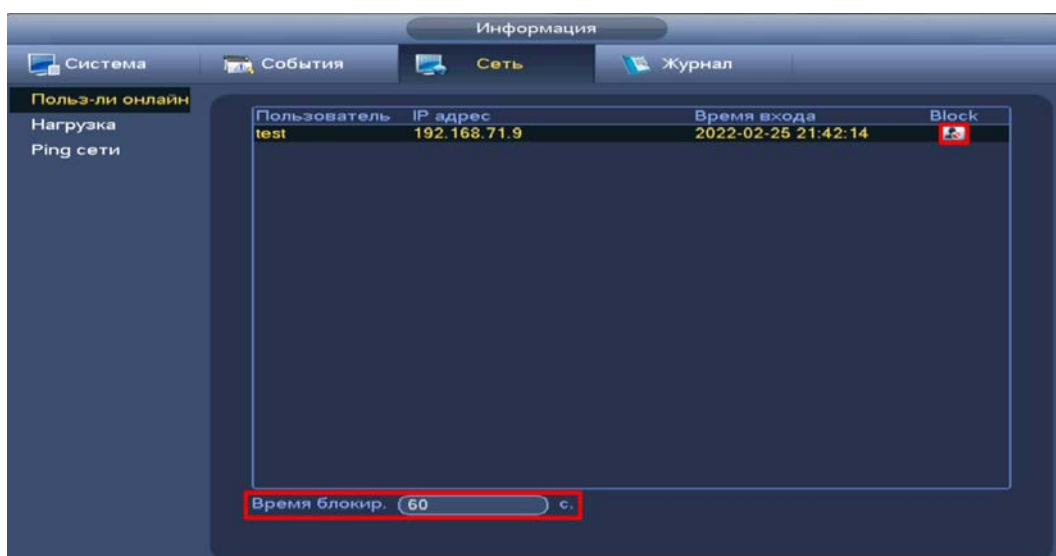 Информация
Система События Сеть Журнал
Польз-ли онлайн
Нагрузка
Ping сети
Пользователь IP адрес Время входа Block
test 192.168.71.9 2022-02-25 21:42:14
Время блокир. 60 с.